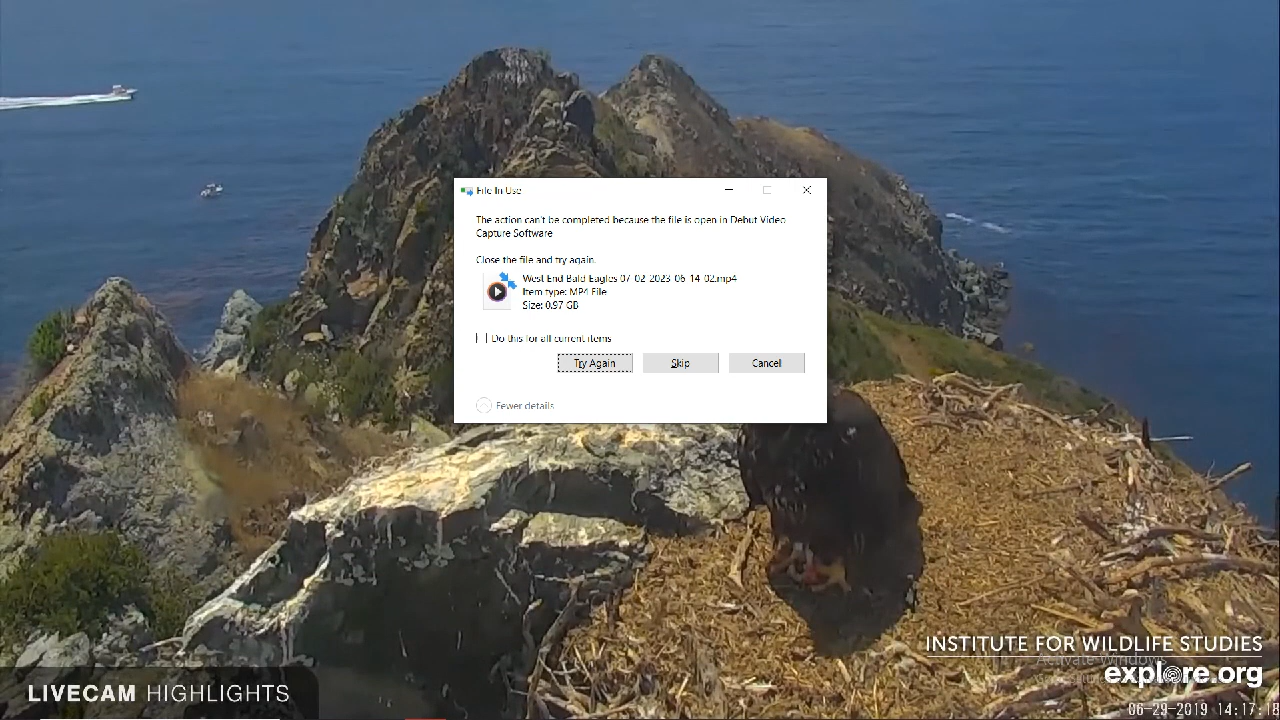 File In Use
The action can't be completed because the file is open in Debut Video
Capture Software
Close the file and try again.
West End Bald Eagles 07-02-2023-06-14-02.mp4
Item type: MP4 File
Size: 0.97 GB
Do this for all current items
Try Again
Skip
Cancel
Fewer details
INSTITUTE FOR WILDLIFE STUDIES
Activate Windows
explore.org
LIVECAM HIGHLIGHTS
06-29-2019 14:17:18